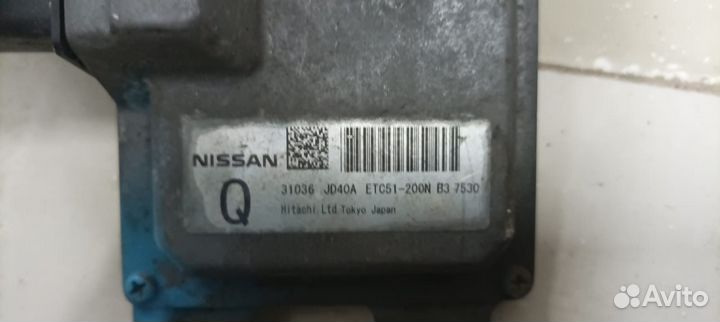 NISSAN
Q
31036 JD40A ETC51-200N B3 7530
Hitachi Ltd Tokyo Japan
Avito